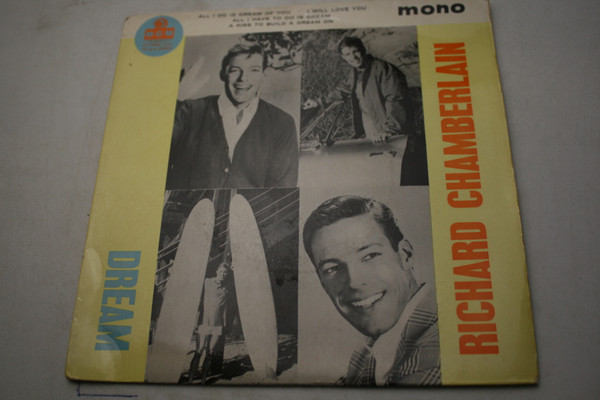 ALL I DO IS DREAM OF YOU I WILL LOVE YOU
ALL I HAVE TO DO IS DREAM
A KISS TO BUILD A DREAM ON
mono
MGM
RICHARD CHAMBERLAIN
DREAM